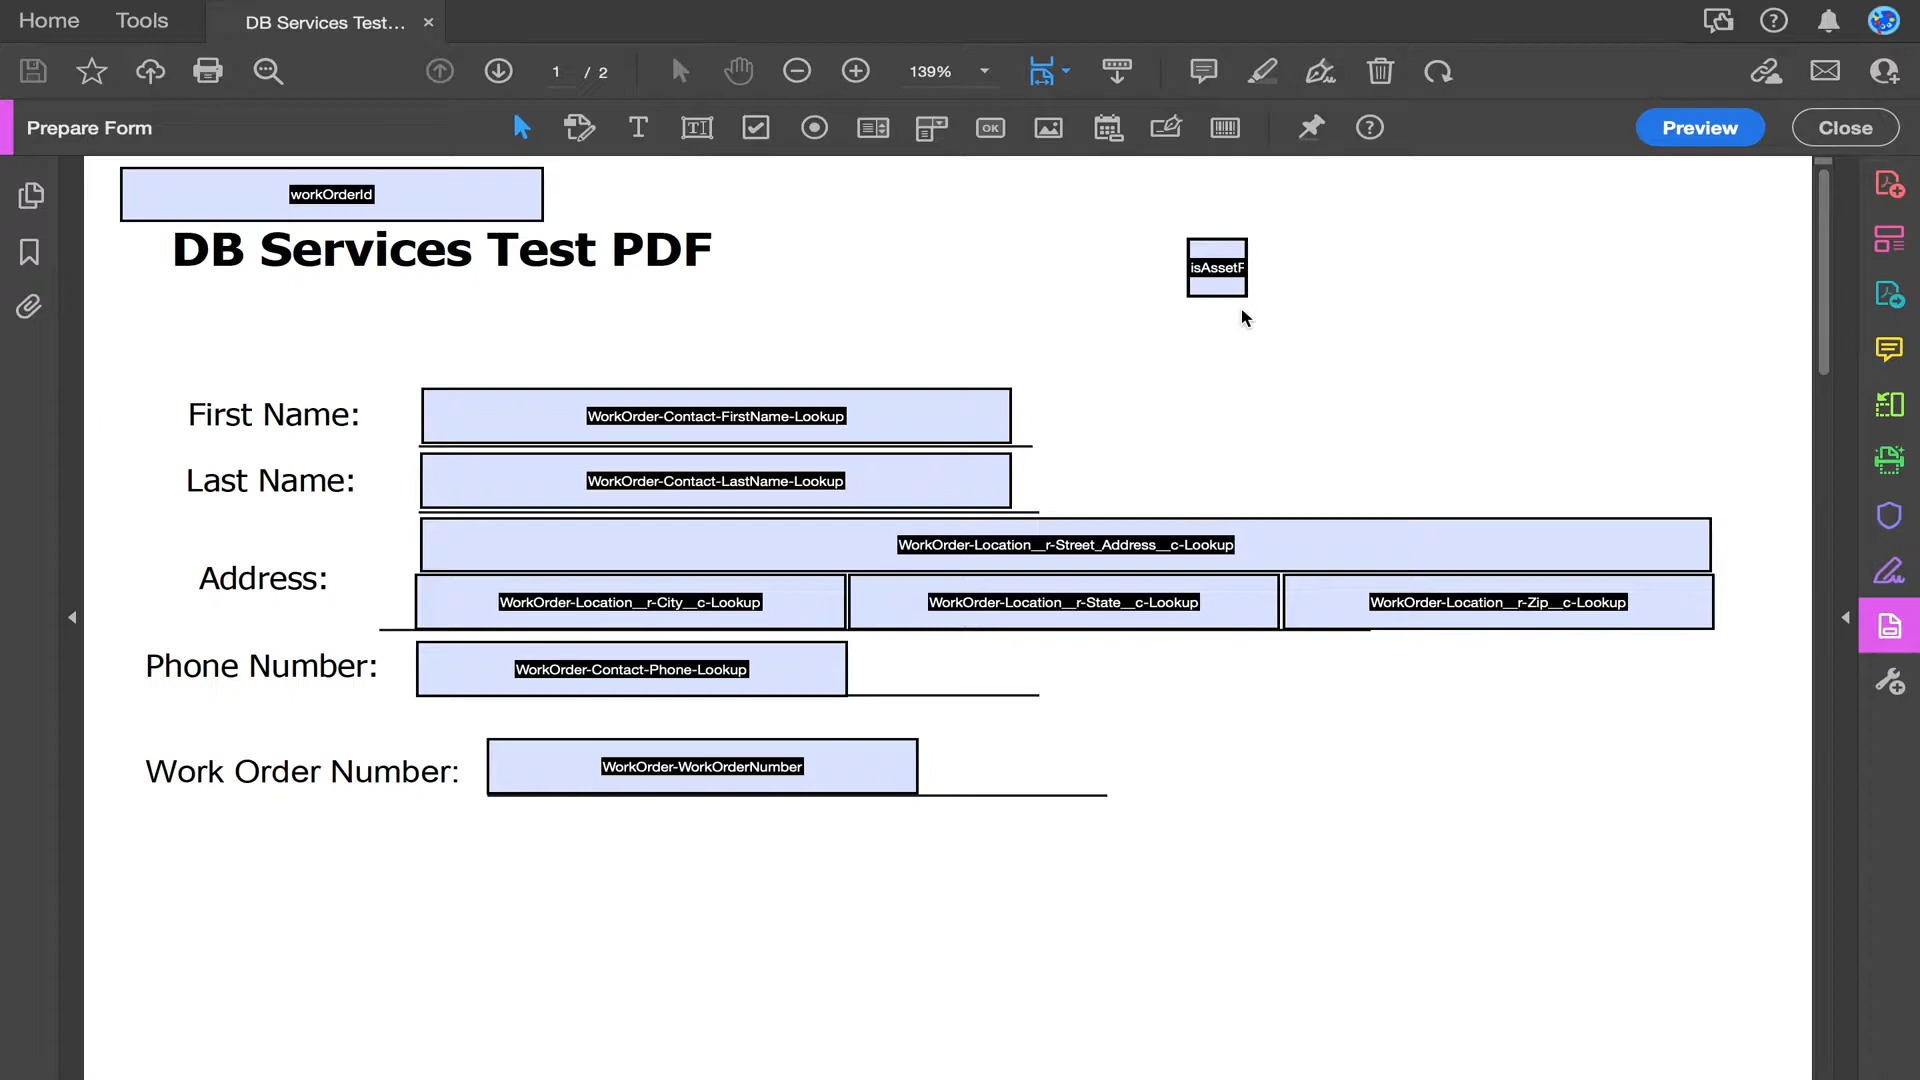 Home Tools DB Services Test... ×
1 / 2 139%
Prepare Form OK Preview Close
workOrderId
DB Services Test PDF
isAssetF
First Name: WorkOrder-Contact-FirstName-Lookup
Last Name: WorkOrder-Contact-LastName-Lookup
WorkOrder-Location__r-Street_Address__c-Lookup
Address:
WorkOrder-Location__r-City__c-Lookup WorkOrder-Location__r-State__c-Lookup WorkOrder-Location__r-Zip__c-Lookup
Phone Number: WorkOrder-Contact-Phone-Lookup
Work Order Number: WorkOrder-WorkOrderNumber